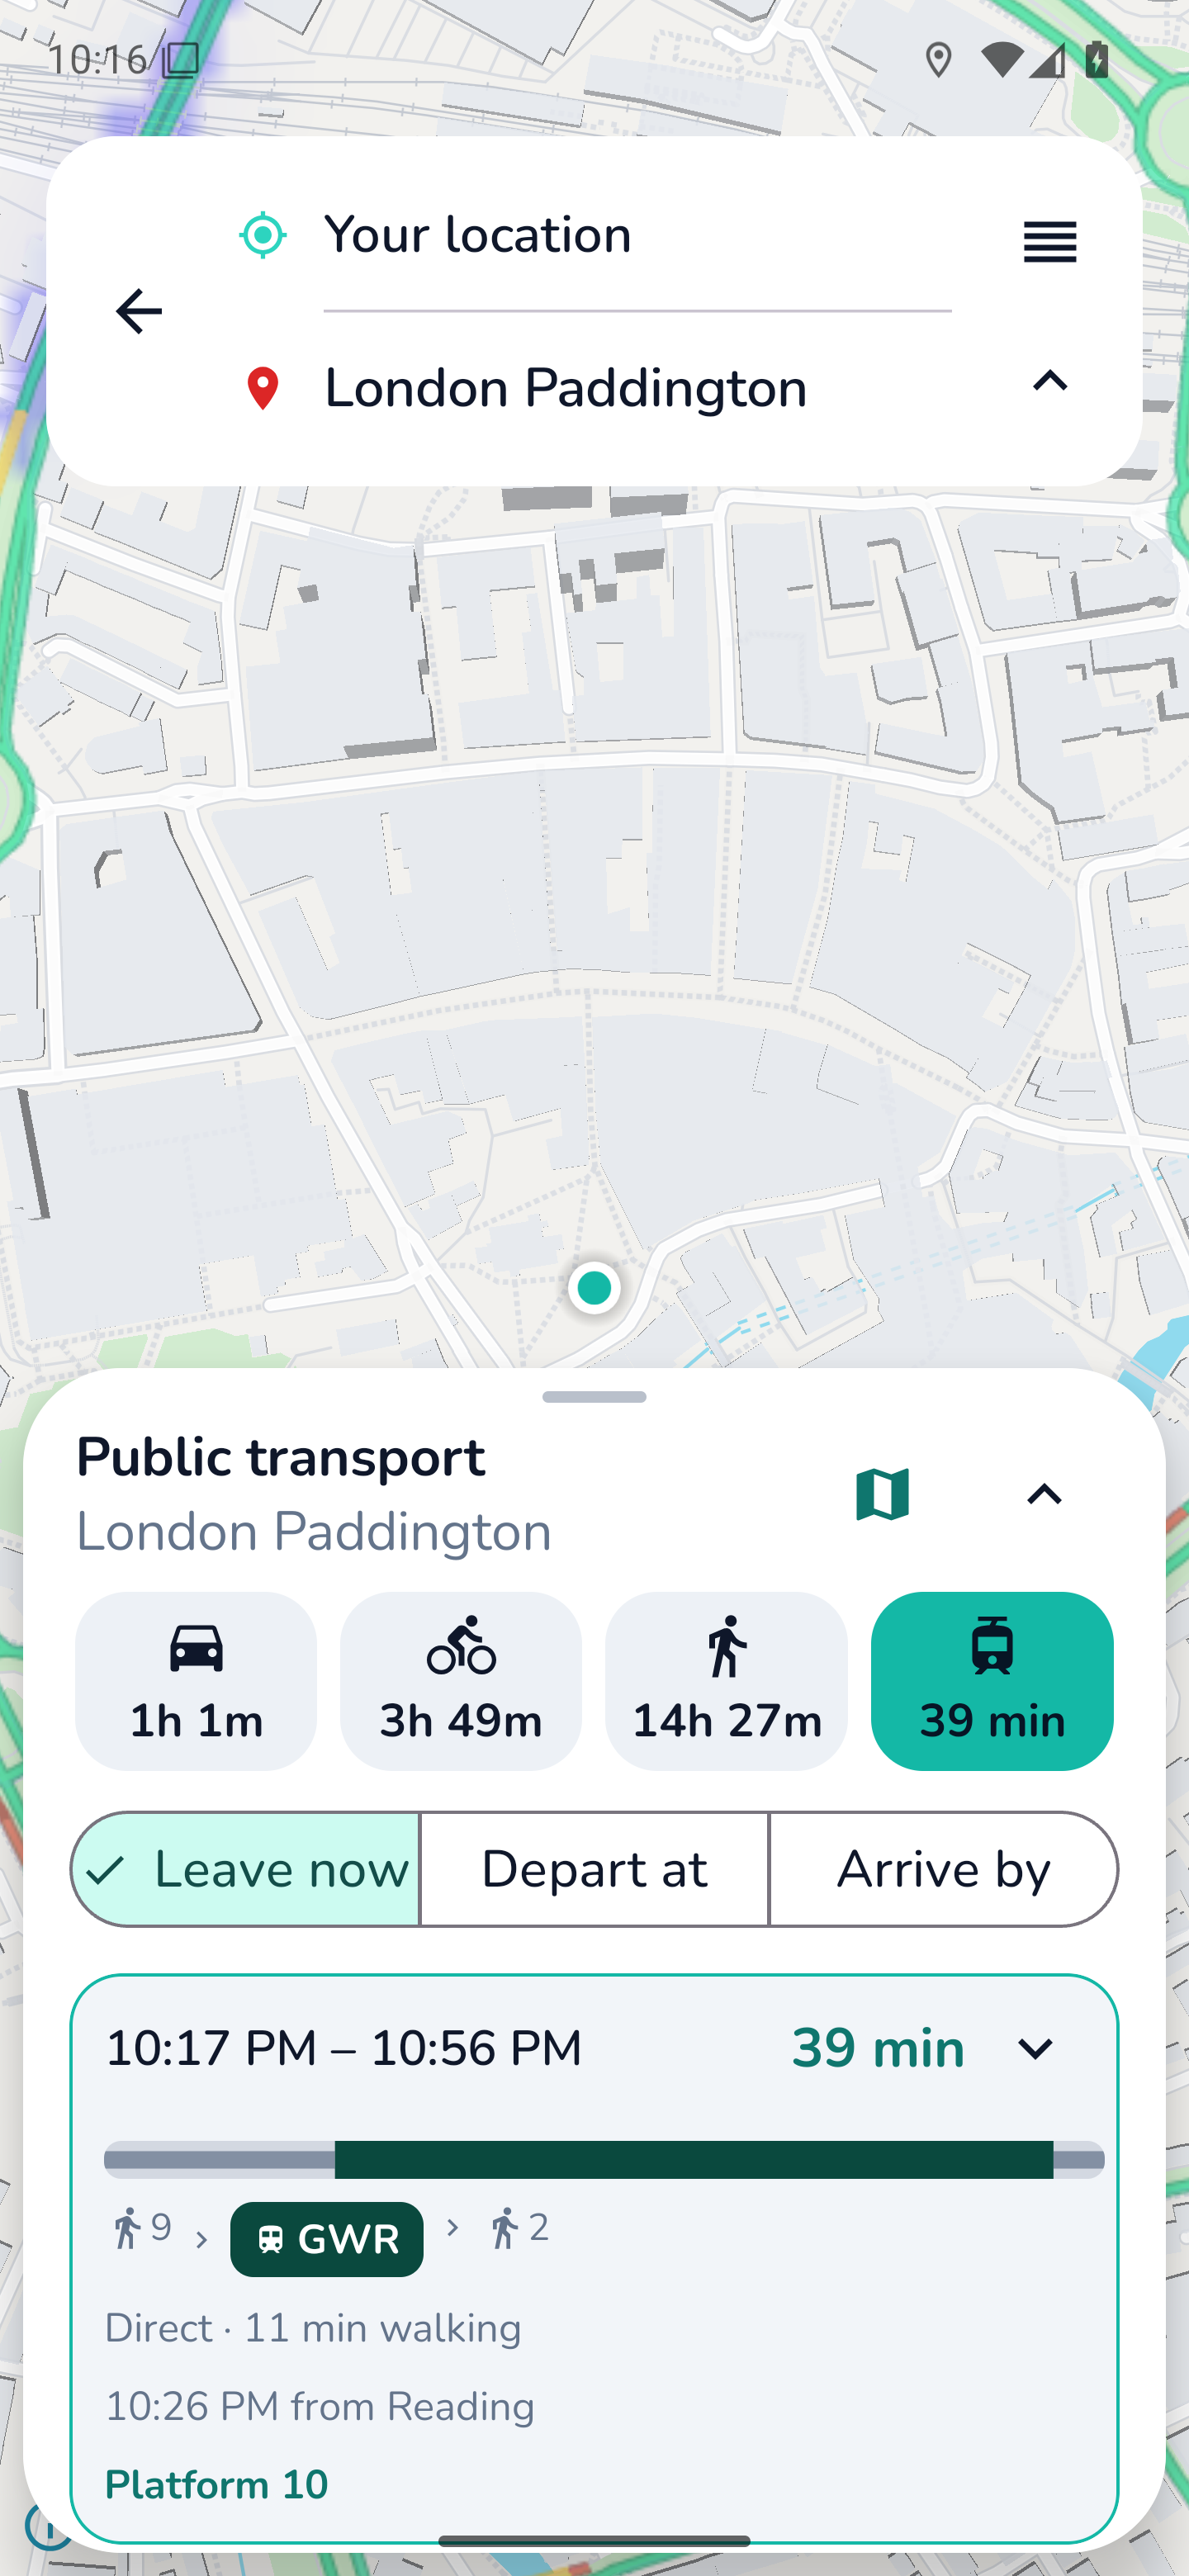 10:16
Your location
London Paddington
Public transport
London Paddington
1h 1m
3h 49m
14h 27m
39 min
Leave now
Depart at
Arrive by
10:17 PM – 10:56 PM
39 min
9
GWR
2
Direct · 11 min walking
10:26 PM from Reading
Platform 10